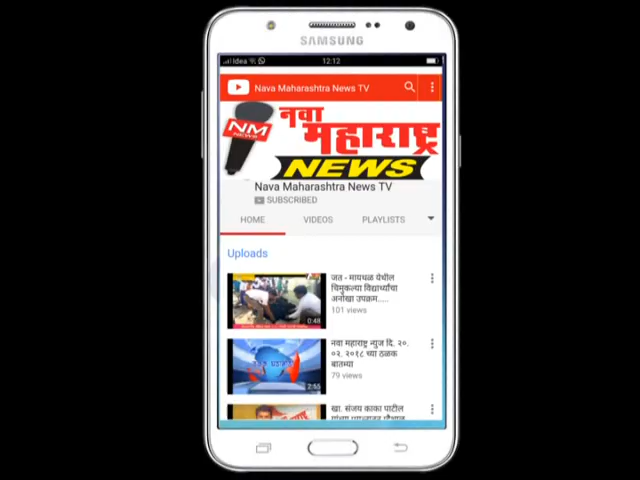 SAMSUNG
Idea 12:12
Nava Maharashtra News TV
नवा
महाराष्ट्र
NM
NEWS
NEWS
Nava Maharashtra News TV
SUBSCRIBED
HOME VIDEOS PLAYLISTS
Uploads
जत - मायथळ येथील
चिमुकल्या विद्यार्थ्यांचा
अनोखा उपक्रम.....
101 views
0:48
नवा महाराष्ट्र न्युज दि. २०.
०२. २०१८ च्या ठळक
बातम्या
79 views
2:55
खा. संजय काका पाटील